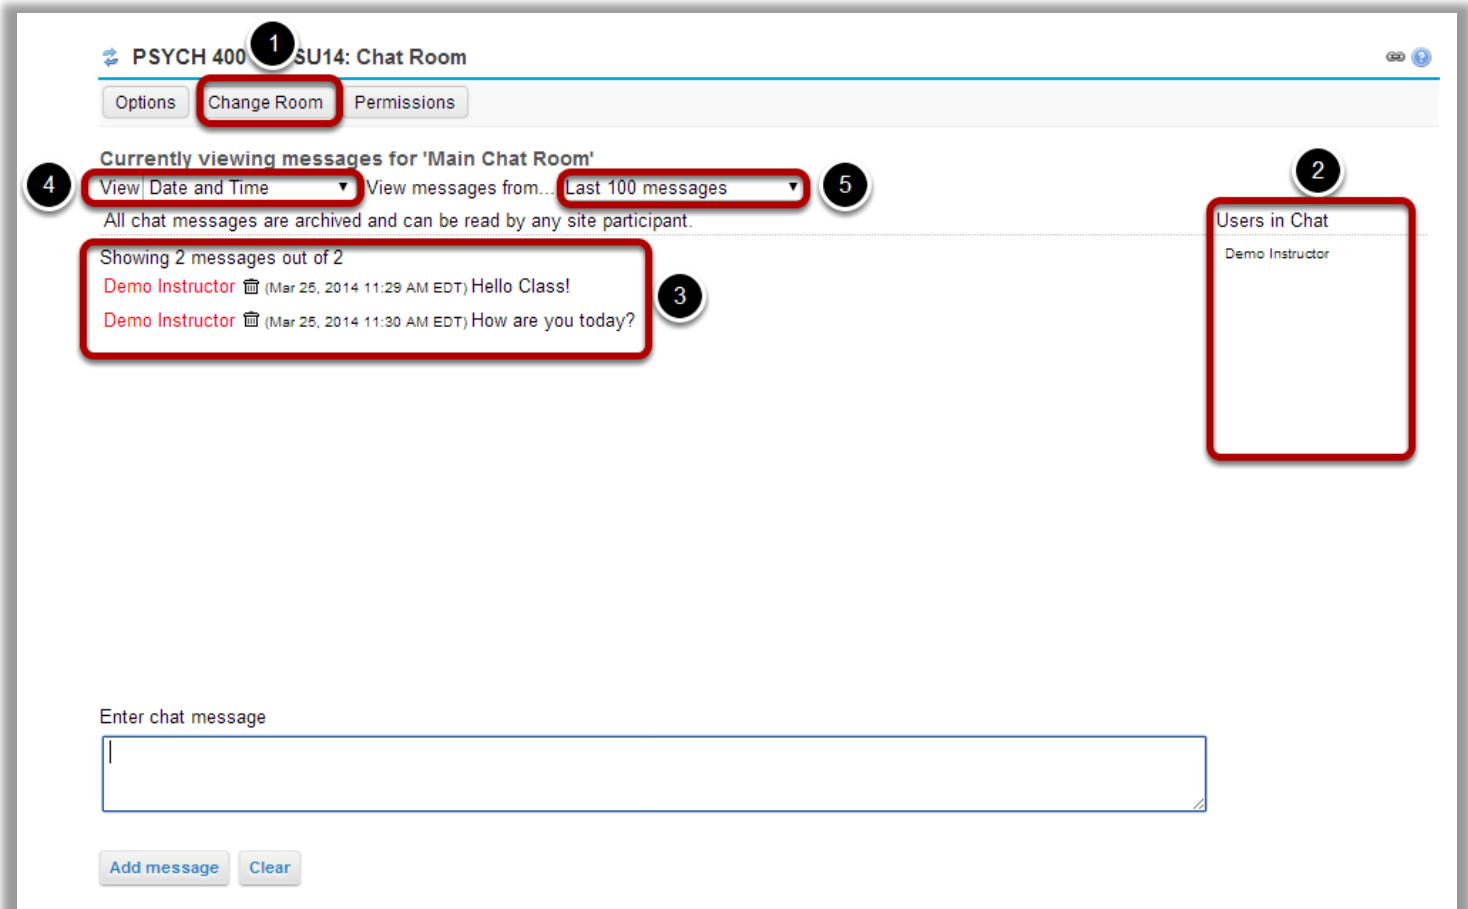 1
PSYCH 400 SU14: Chat Room
Options Change Room Permissions
Currently viewing messages for 'Main Chat Room'
4 View Date and Time View messages from... Last 100 messages 5
2
All chat messages are archived and can be read by any site participant.
Users in Chat
Demo Instructor
Showing 2 messages out of 2
Demo Instructor (Mar 25, 2014 11:29 AM EDT) Hello Class!
3
Demo Instructor (Mar 25, 2014 11:30 AM EDT) How are you today?
Enter chat message
Add message Clear